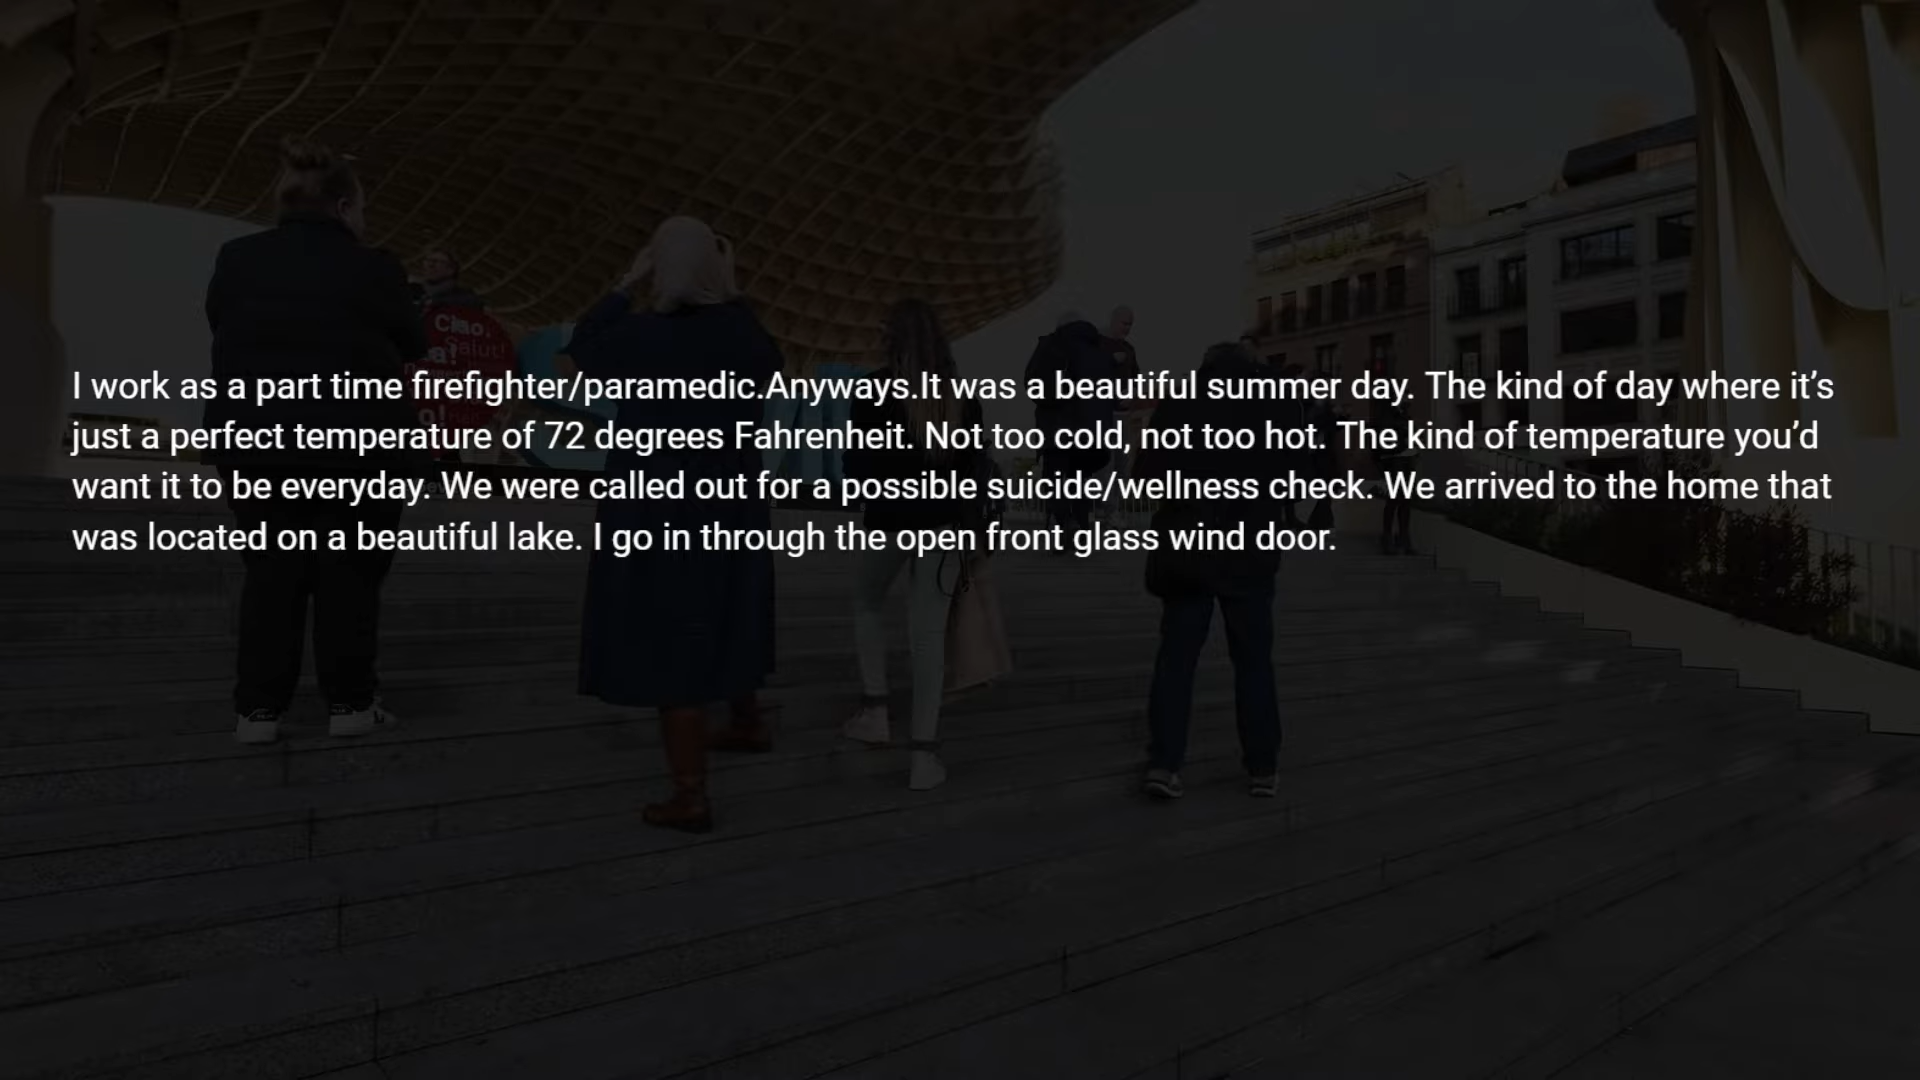 I work as a part time firefighter/paramedic.Anyways.It was a beautiful summer day. The kind of day where it’s
just a perfect temperature of 72 degrees Fahrenheit. Not too cold, not too hot. The kind of temperature you’d
want it to be everyday. We were called out for a possible suicide/wellness check. We arrived to the home that
was located on a beautiful lake. I go in through the open front glass wind door.
Ciao.
Salut!